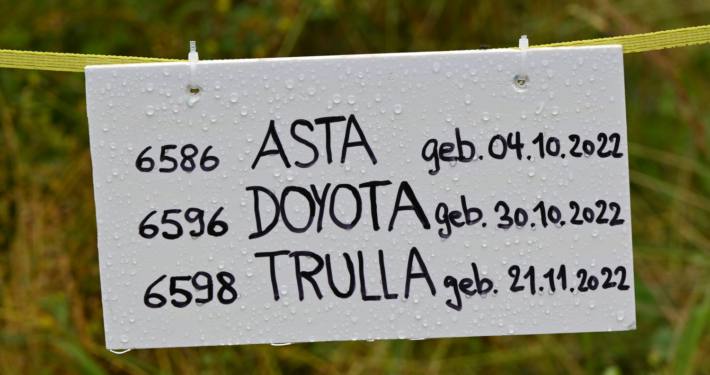 6586 ASTA geb. 04.10.2022
6596 DOYOTA geb. 30.10.2022
6598 TRULLA geb. 21.11.2022